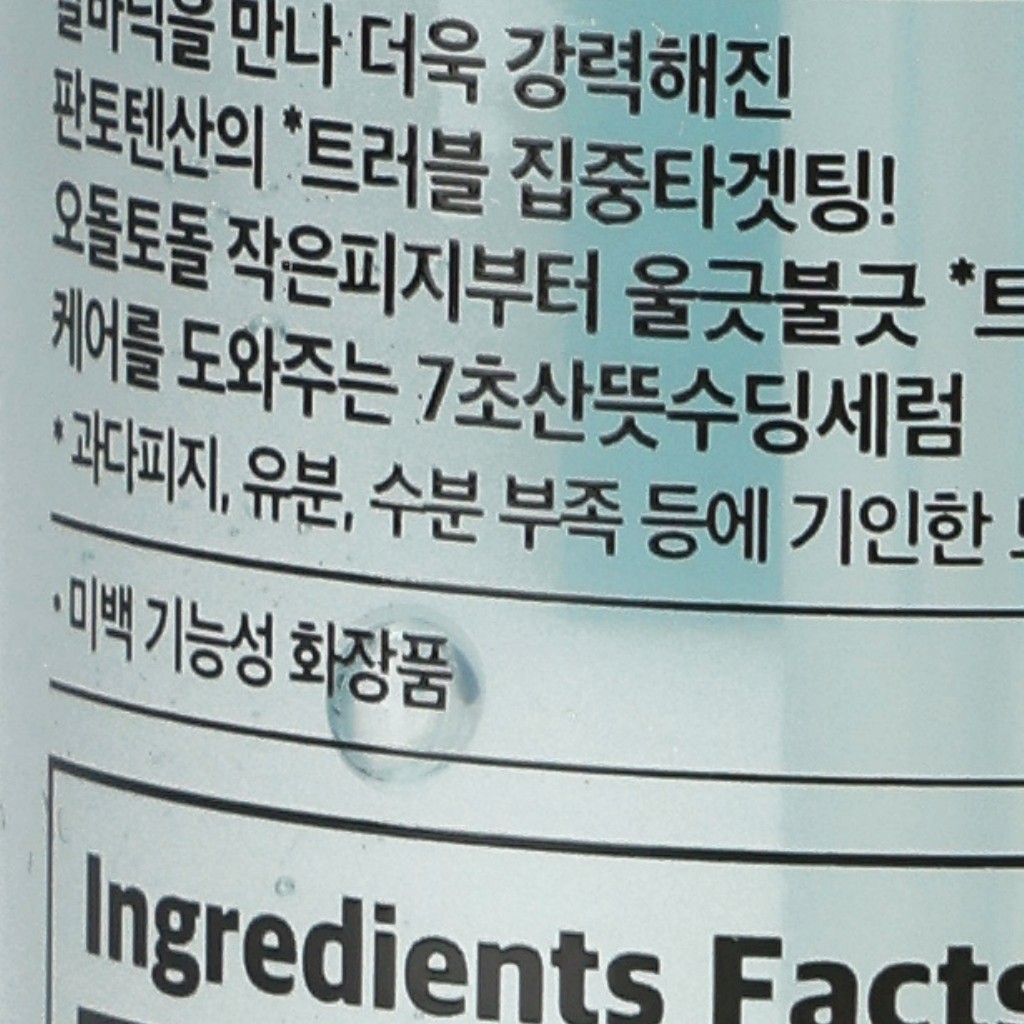 만나 더욱 강력해진
판토텐산의 *트러블 집중타겟팅!
오돌토돌 작은피지부터 울긋불긋 *트
케어를 도와주는 7초산뜻수딩세럼
*과다피지, 유분, 수분 부족 등에 기인한
·미백 기능성 화장품
Ingredients Facts